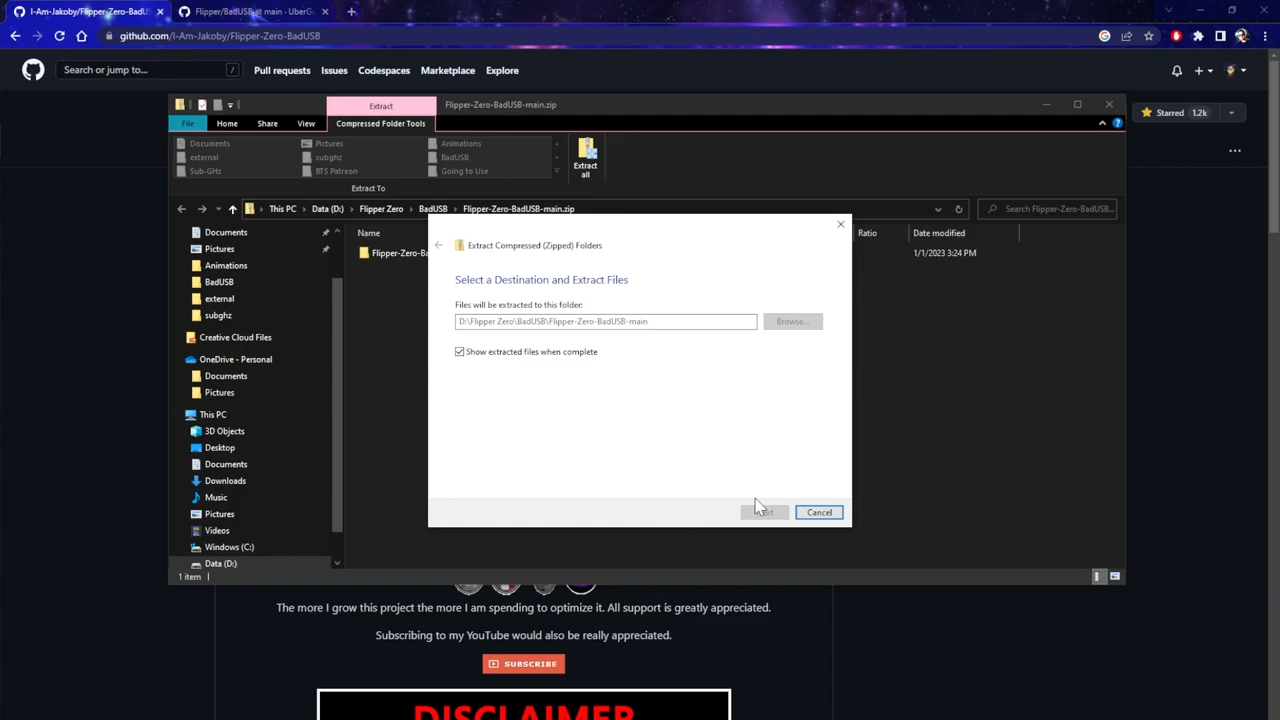 I-Am-Jakoby/Flipper-Zero-BadUS
Flipper/BadUSB at main · UberG
github.com/I-Am-Jakoby/Flipper-Zero-BadUSB
Search or jump to...
/
Pull requests
Issues
Codespaces
Marketplace
Explore
Extract
Flipper-Zero-BadUSB-main.zip
Starred 1.2k
File
Home
Share
View
Compressed Folder Tools
Documents
Pictures
Animations
external
subghz
BadUSB
Sub-GHz
BTS Patreon
Going to Use
Extract all
Extract To
This PC
Data (D:)
Flipper Zero
BadUSB
Flipper-Zero-BadUSB-main.zip
Search Flipper-Zero-BadUSB...
Name
Ratio
Date modified
Flipper-Zero-Ba
1/1/2023 3:24 PM
Documents
Pictures
Animations
BadUSB
external
subghz
Creative Cloud Files
OneDrive - Personal
Documents
Pictures
This PC
3D Objects
Desktop
Documents
Downloads
Music
Pictures
Videos
Windows (C:)
Data (D:)
1 item
Extract Compressed (Zipped) Folders
Select a Destination and Extract Files
Files will be extracted to this folder:
D:\Flipper Zero\BadUSB\Flipper-Zero-BadUSB-main
Browse...
Show extracted files when complete
Cancel
The more I grow this project the more I am spending to optimize it. All support is greatly appreciated.
Subscribing to my YouTube would also be really appreciated.
SUBSCRIBE
DISCLAIMER